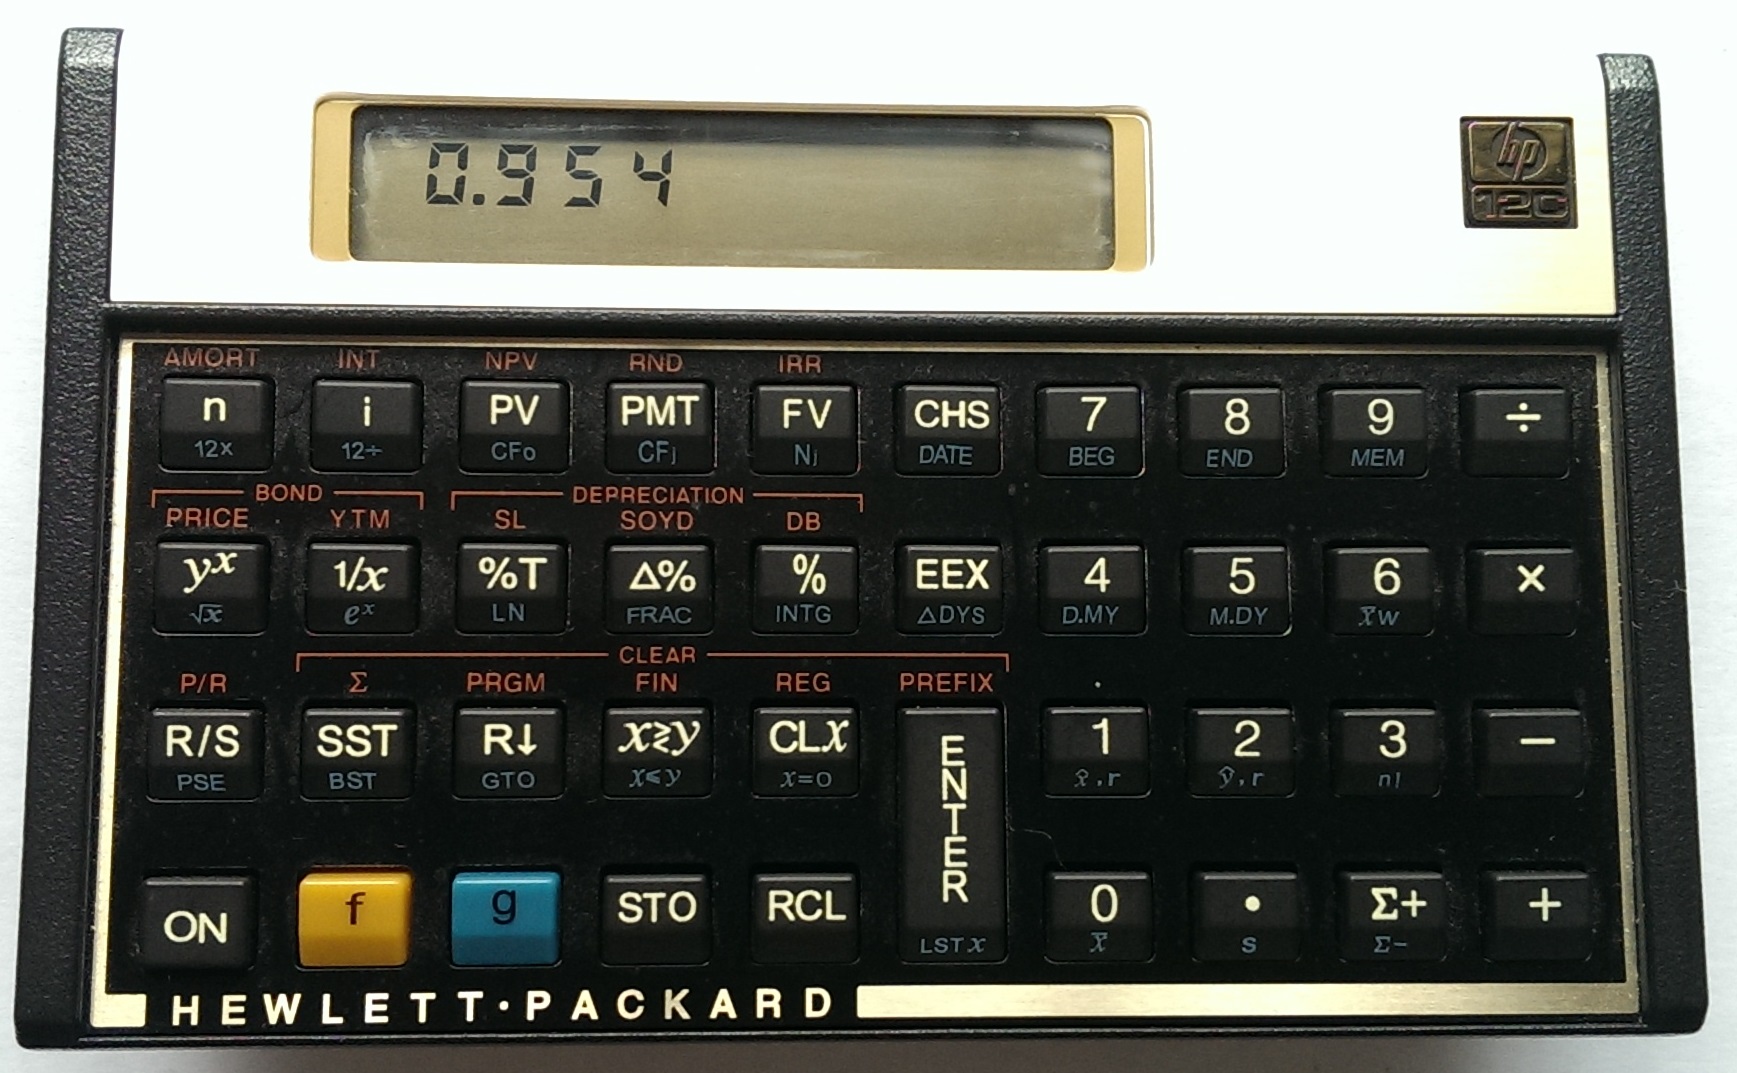 0.954
hp
12C
AMORT INT NPV RND IRR
n i PV PMT FV CHS 7 8 9 ÷
12x 12÷ CFo CFj Nj DATE BEG END MEM
BOND DEPRECIATION
PRICE YTM SL SOYD DB
yˣ 1/x %T Δ% % EEX 4 5 6 ×
√x eˣ LN FRAC INTG ΔDYS D.MY M.DY x̄w
CLEAR
P/R Σ PRGM FIN REG PREFIX
R/S SST R↓ x≷y CLx ENTER 1 2 3 −
PSE BST GTO x≤y x=0 x̂,r ŷ,r n!
ON f g STO RCL 0 • Σ+ +
LSTx x̄ s Σ−
HEWLETT·PACKARD